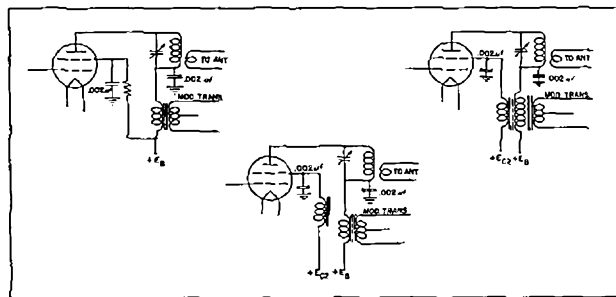 TO ANT
.002 uf
.002 uf
MOD TRANS
+EB
.002 uf
TO ANT
.002 uf
MOD TRANS
+EC2 +EB
.002 uf
TO ANT
.002 uf
MOD TRANS
+EC2 +EB